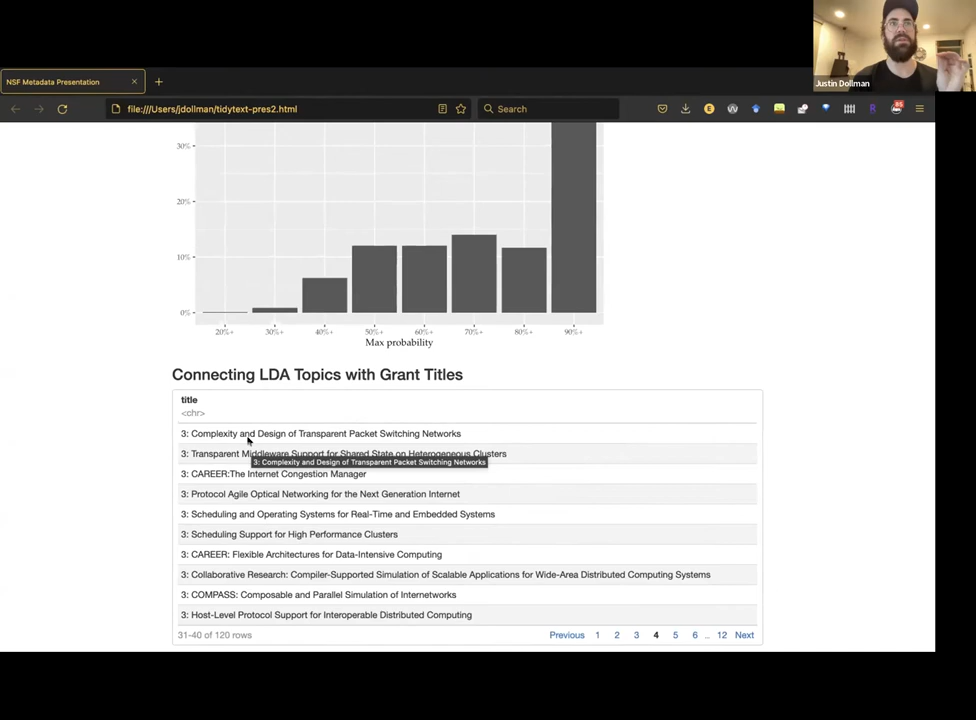 Justin Dollman
NSF Metadata Presentation
file:///Users/jdollman/tidytext-pres2.html
Search
85
30%
20%
10%
0%
20%+ 30%+ 40%+ 50%+ 60%+ 70%+ 80%+ 90%+
Max probability
Connecting LDA Topics with Grant Titles
title
<chr>
3: Complexity and Design of Transparent Packet Switching Networks
3: Transparent Middleware Support for Shared State on Heterogeneous Clusters
3: Complexity and Design of Transparent Packet Switching Networks
3: CAREER:The Internet Congestion Manager
3: Protocol Agile Optical Networking for the Next Generation Internet
3: Scheduling and Operating Systems for Real-Time and Embedded Systems
3: Scheduling Support for High Performance Clusters
3: CAREER: Flexible Architectures for Data-Intensive Computing
3: Collaborative Research: Compiler-Supported Simulation of Scalable Applications for Wide-Area Distributed Computing Systems
3: COMPASS: Composable and Parallel Simulation of Internetworks
3: Host-Level Protocol Support for Interoperable Distributed Computing
31-40 of 120 rows Previous 1 2 3 4 5 6 ... 12 Next